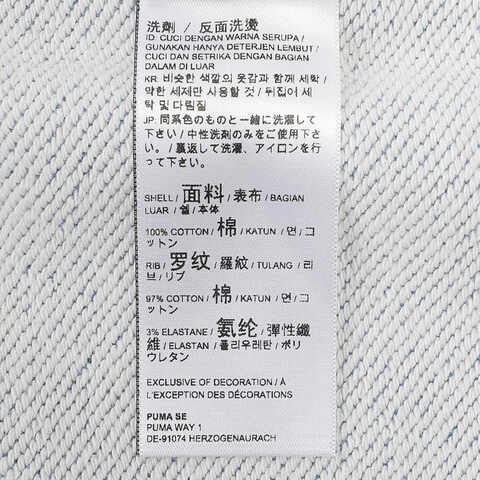 洗劑 / 反面洗燙
ID: CUCI DENGAN WARNA SERUPA /
GUNAKAN HANYA DETERJEN LEMBUT /
CUCI DAN SETRIKA DENGAN BAGIAN
DALAM DI LUAR
KR: 비슷한 색깔의 옷감과 함께 세탁 /
약한 세제만 사용할 것 / 뒤집어 세
탁 및 다림질
JP: 同系色のものと一緒に洗濯して
下さい / 中性洗剤のみをご使用下さ
い。/ 裏返して洗濯、アイロンを行っ
て下さい
SHELL / 面料 / 表布 / BAGIAN
LUAR / 쉘 / 本体
100% COTTON / 棉 / KATUN / 면 / コ
ットン
RIB / 罗纹 / 羅紋 / TULANG / 리
브 / リブ
97% COTTON / 棉 / KATUN / 면 / コ
ットン
3% ELASTANE / 氨纶 / 彈性纖
維 / ELASTAN / 폴리우레탄 / ポリ
ウレタン
EXCLUSIVE OF DECORATION / À
L'EXCEPTION DES DÉCORATIONS
PUMA SE
PUMA WAY 1
DE-91074 HERZOGENAURACH